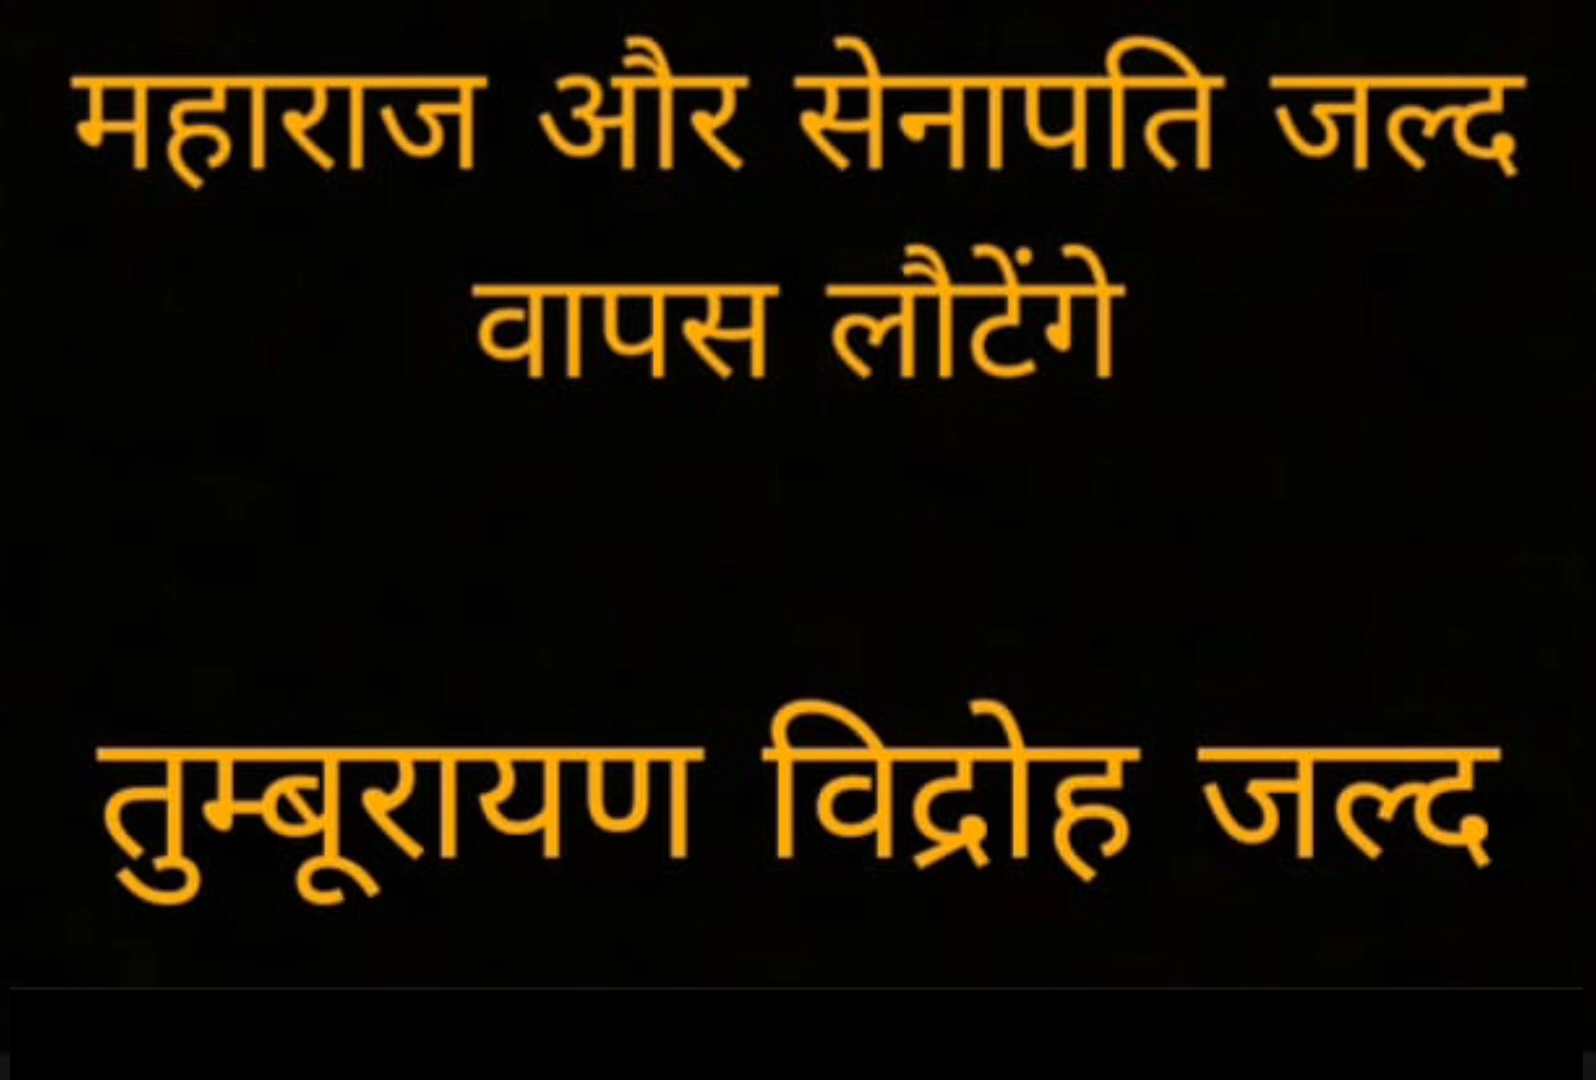 महाराज और सेनापति जल्द
वापस लौटेंगे
तुम्बूरायण विद्रोह जल्द